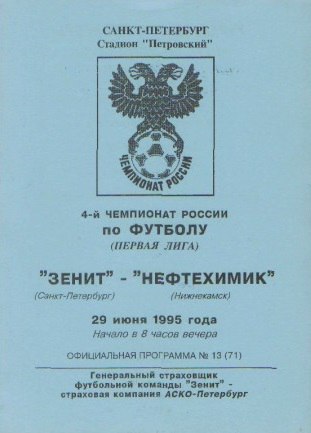 САНКТ-ПЕТЕРБУРГ
Стадион "Петровский"
ЧЕМПИОНАТ РОССИИ
4-й ЧЕМПИОНАТ РОССИИ
по ФУТБОЛУ
(ПЕРВАЯ ЛИГА)
"ЗЕНИТ" - "НЕФТЕХИМИК"
(Санкт-Петербург) (Нижнекамск)
29 июня 1995 года
Начало в 8 часов вечера
ОФИЦИАЛЬНАЯ ПРОГРАММА № 13 (71)
Генеральный страховщик
футбольной команды "Зенит" -
страховая компания АСКО-Петербург